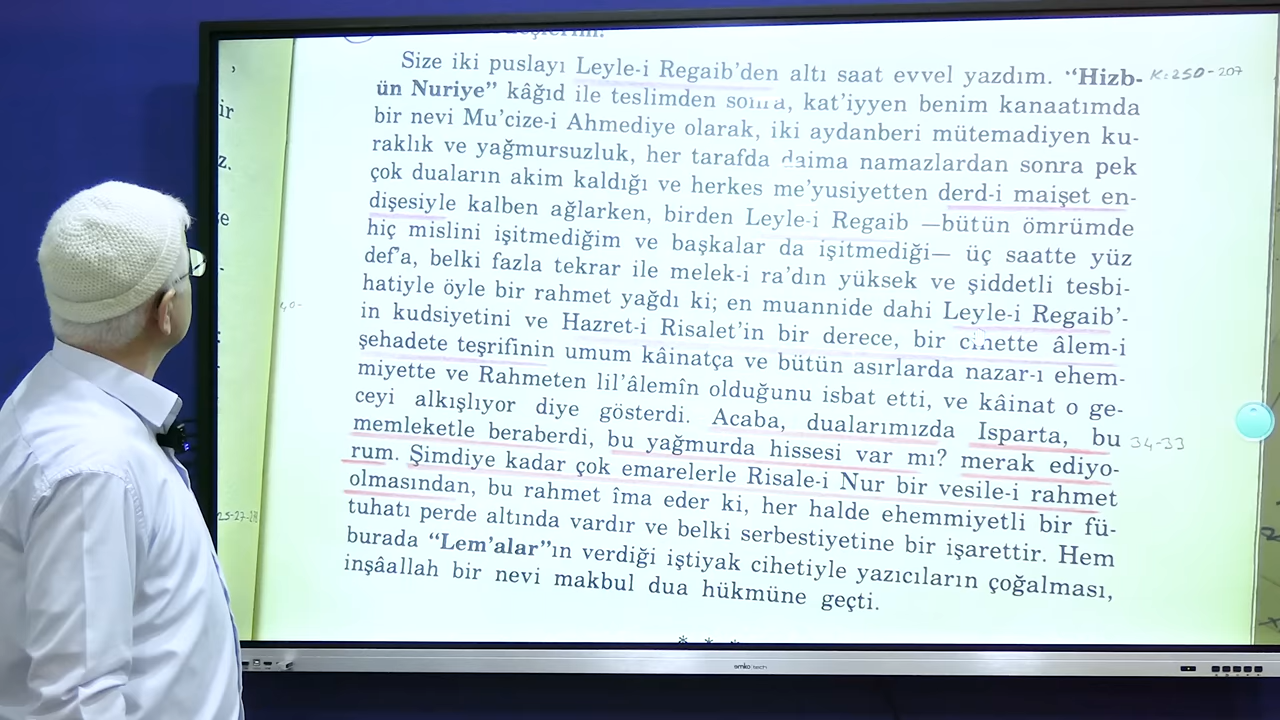 Size iki puslayı Leyle-i Regaib'den altı saat evvel yazdım. "Hizb- K: 250-207
ün Nuriye" kâğıd ile teslimden sonra, kat'iyyen benim kanaatımda
bir nevi Mu'cize-i Ahmediye olarak, iki aydanberi mütemadiyen ku-
raklık ve yağmursuzluk, her tarafda daima namazlardan sonra pek
çok duaların akim kaldığı ve herkes me'yusiyetten derd-i maişet en-
dişesiyle kalben ağlarken, birden Leyle-i Regaib —bütün ömrümde
hiç mislini işitmediğim ve başkalar da işitmediği— üç saatte yüz
def'a, belki fazla tekrar ile melek-i ra'dın yüksek ve şiddetli tesbi-
hatiyle öyle bir rahmet yağdı ki; en muannide dahi Leyle-i Regaib'-
in kudsiyetini ve Hazret-i Risalet'in bir derece, bir cihette âlem-i
şehadete teşrifinin umum kâinatça ve bütün asırlarda nazar-ı ehem-
miyette ve Rahmeten lil'âlemîn olduğunu isbat etti, ve kâinat o ge-
ceyi alkışlıyor diye gösterdi. Acaba, dualarımızda Isparta, bu 34-33
memleketle beraberdi, bu yağmurda hissesi var mı? merak ediyo-
rum. Şimdiye kadar çok emarelerle Risale-i Nur bir vesile-i rahmet
olmasından, bu rahmet îma eder ki, her halde ehemmiyetli bir fü-
tuhatı perde altında vardır ve belki serbestiyetine bir işarettir. Hem
burada "Lem'alar"ın verdiği iştiyak cihetiyle yazıcıların çoğalması,
inşâallah bir nevi makbul dua hükmüne geçti.
* * *
ir
z.
smko tech